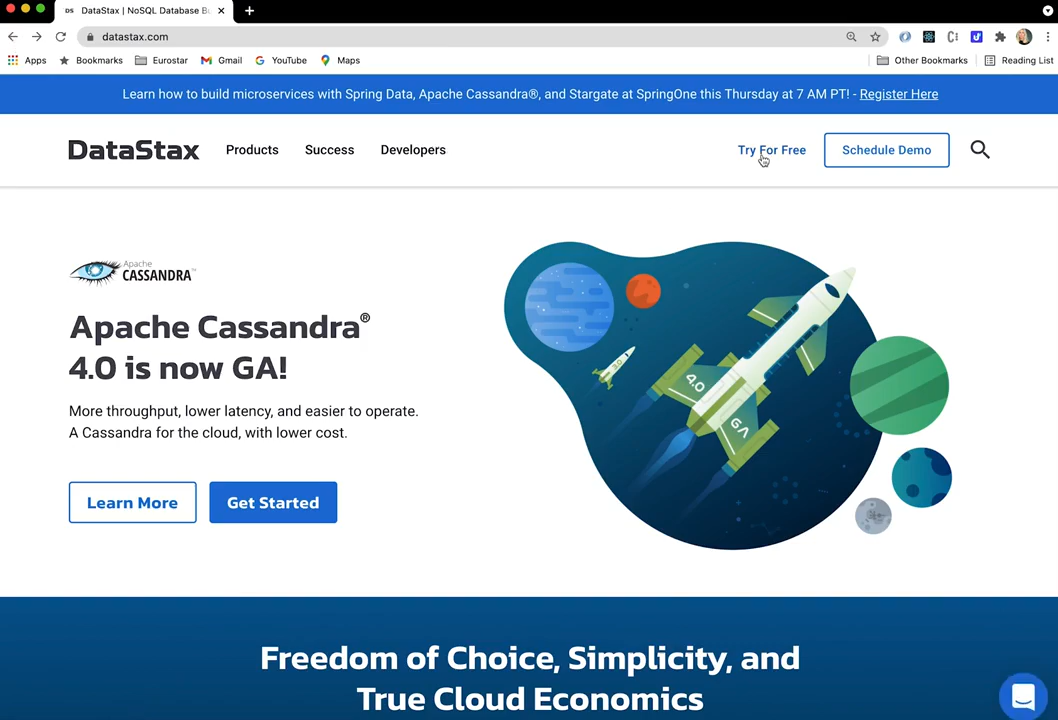 DS DataStax | NoSQL Database B
datastax.com
Apps Bookmarks Eurostar Gmail YouTube Maps Other Bookmarks Reading List
Learn how to build microservices with Spring Data, Apache Cassandra®, and Stargate at SpringOne this Thursday at 7 AM PT! - Register Here
DataStax Products Success Developers Try For Free Schedule Demo
Apache
CASSANDRA
Apache Cassandra®
4.0 is now GA!
More throughput, lower latency, and easier to operate.
A Cassandra for the cloud, with lower cost.
Learn More Get Started
3.0
4.0
GA
Freedom of Choice, Simplicity, and
True Cloud Economics